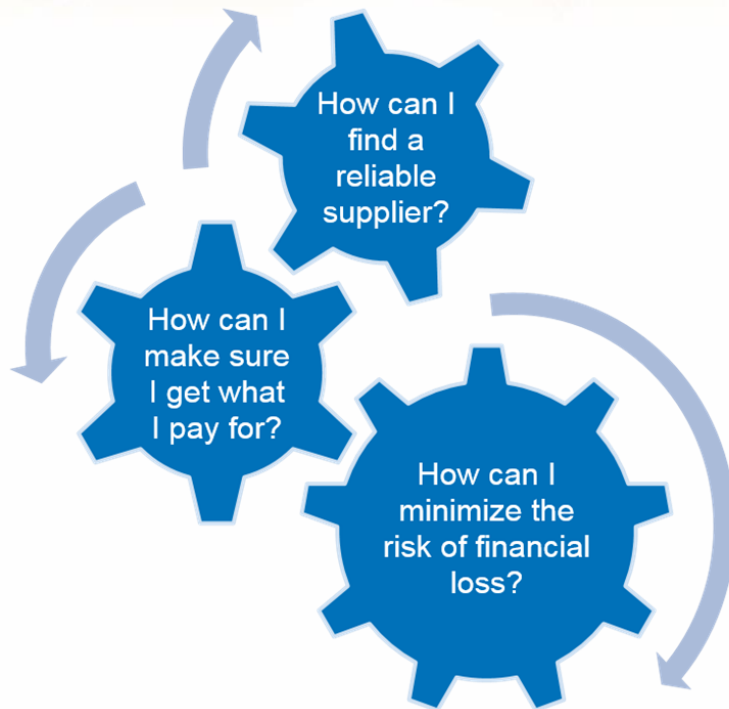 How can I
find a
reliable
supplier?
How can I
make sure
I get what
I pay for?
How can I
minimize the
risk of financial
loss?